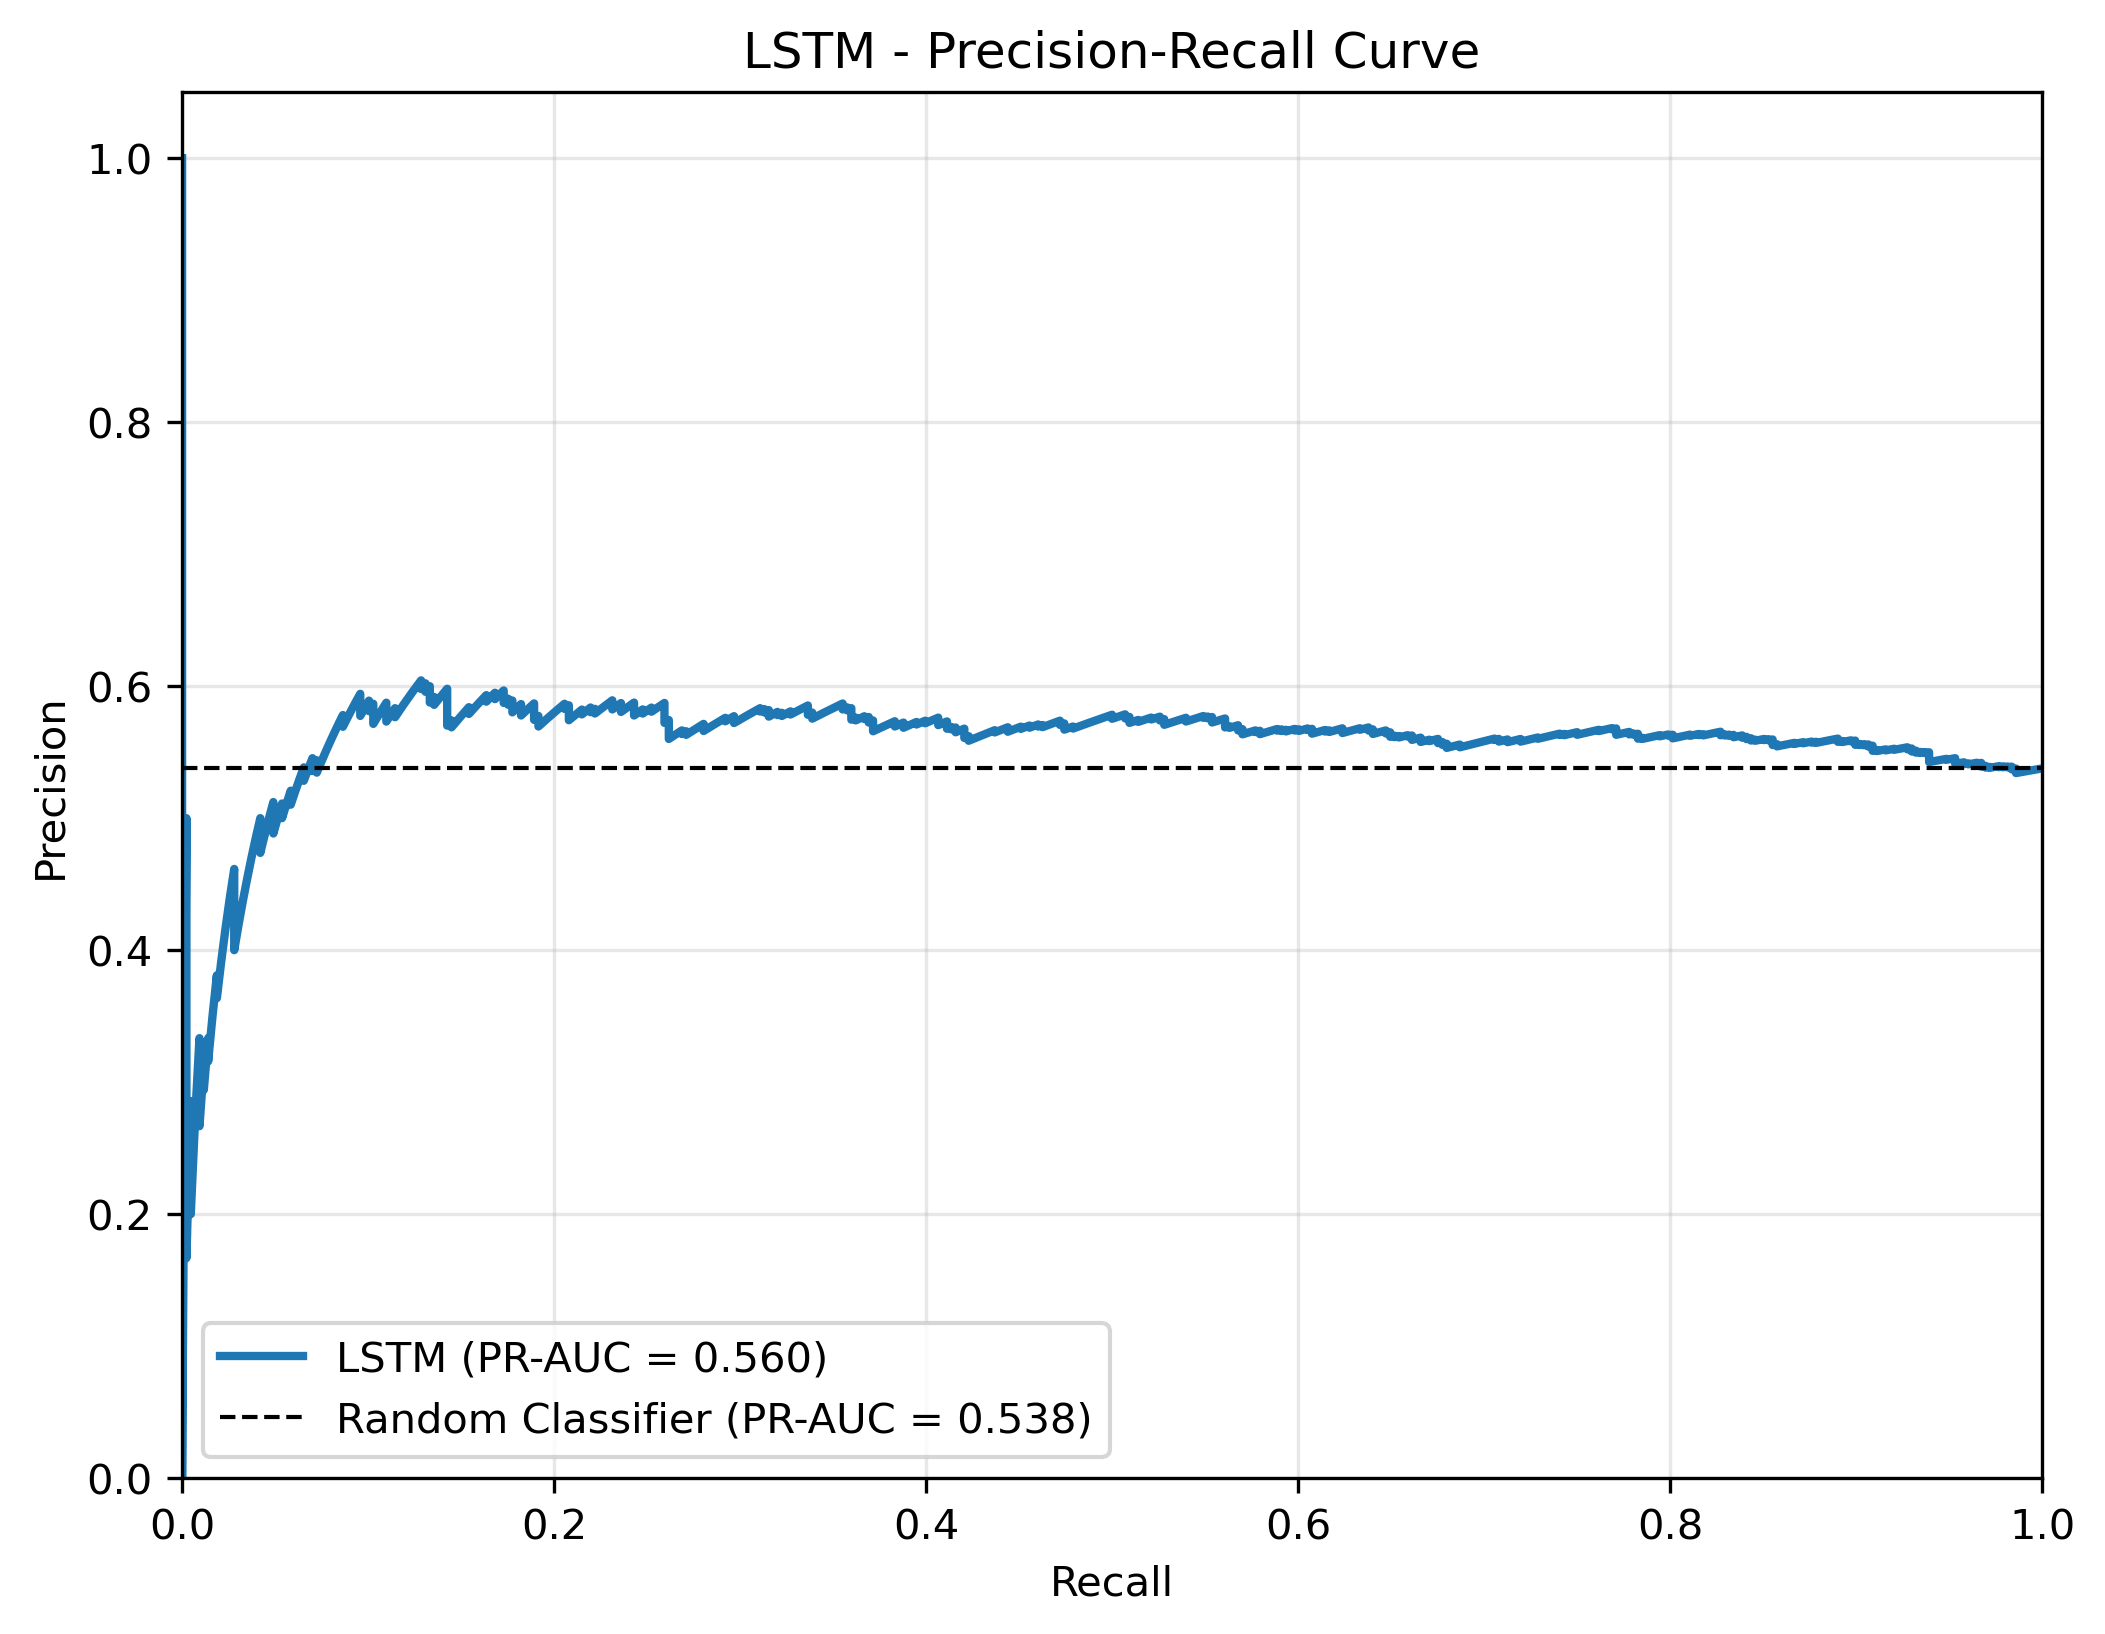 LSTM - Precision-Recall Curve
1.0
0.8
0.6
0.4
0.2
0.0
Precision
LSTM (PR-AUC = 0.560)
Random Classifier (PR-AUC = 0.538)
0.0 0.2 0.4 0.6 0.8 1.0
Recall